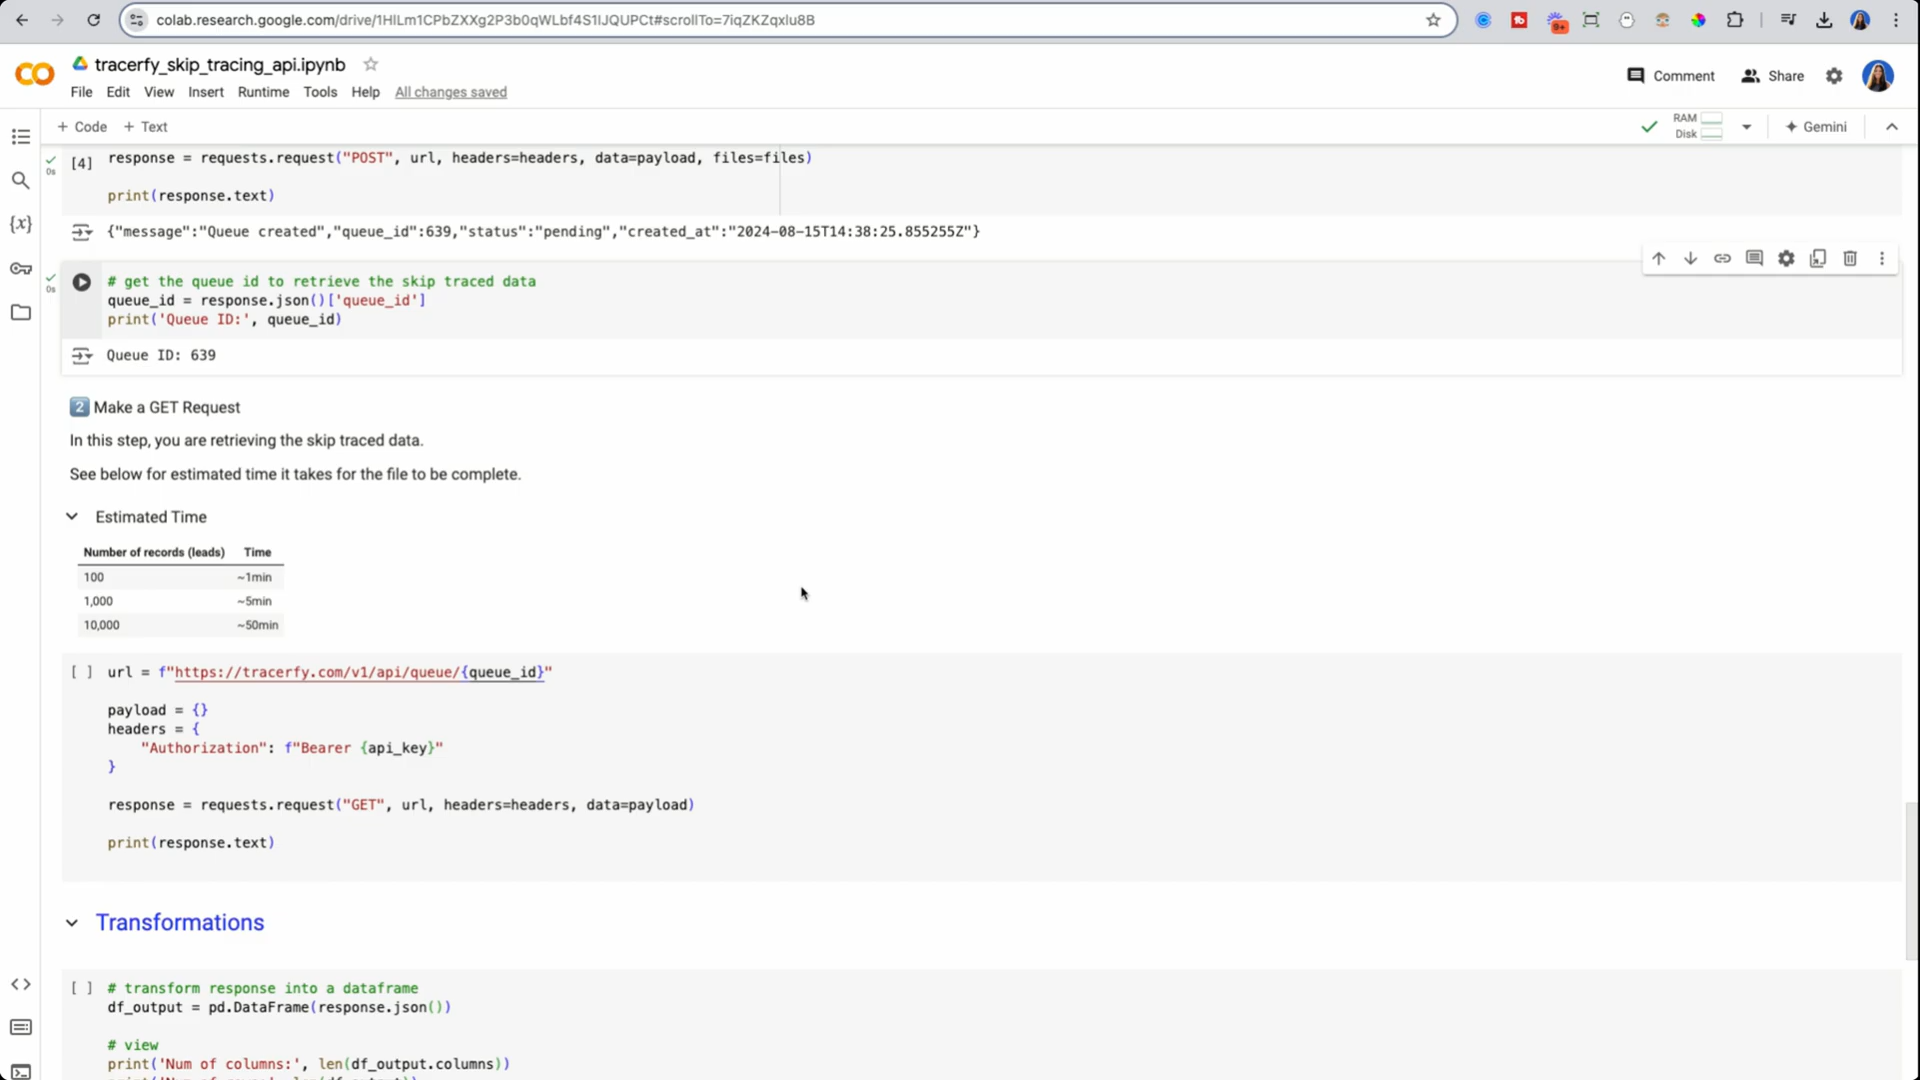 colab.research.google.com/drive/1HILm1CPbZXXg2P3b0qWLbf4S1IJQUPCt#scrollTo=7iqZKZqxlu8B
9+
CO
tracerfy_skip_tracing_api.ipynb
File Edit View Insert Runtime Tools Help All changes saved
Comment Share
+ Code + Text
RAM
Disk
Gemini
[4] response = requests.request("POST", url, headers=headers, data=payload, files=files)
0s
print(response.text)
{"message":"Queue created","queue_id":639,"status":"pending","created_at":"2024-08-15T14:38:25.855255Z"}
# get the queue id to retrieve the skip traced data
0s
queue_id = response.json()['queue_id']
print('Queue ID:', queue_id)
Queue ID: 639
2 Make a GET Request
In this step, you are retrieving the skip traced data.
See below for estimated time it takes for the file to be complete.
Estimated Time
Number of records (leads) Time
100 ~1min
1,000 ~5min
10,000 ~50min
[ ] url = f"https://tracerfy.com/v1/api/queue/{queue_id}"
payload = {}
headers = {
"Authorization": f"Bearer {api_key}"
}
response = requests.request("GET", url, headers=headers, data=payload)
print(response.text)
Transformations
[ ] # transform response into a dataframe
df_output = pd.DataFrame(response.json())
# view
print('Num of columns:', len(df_output.columns))